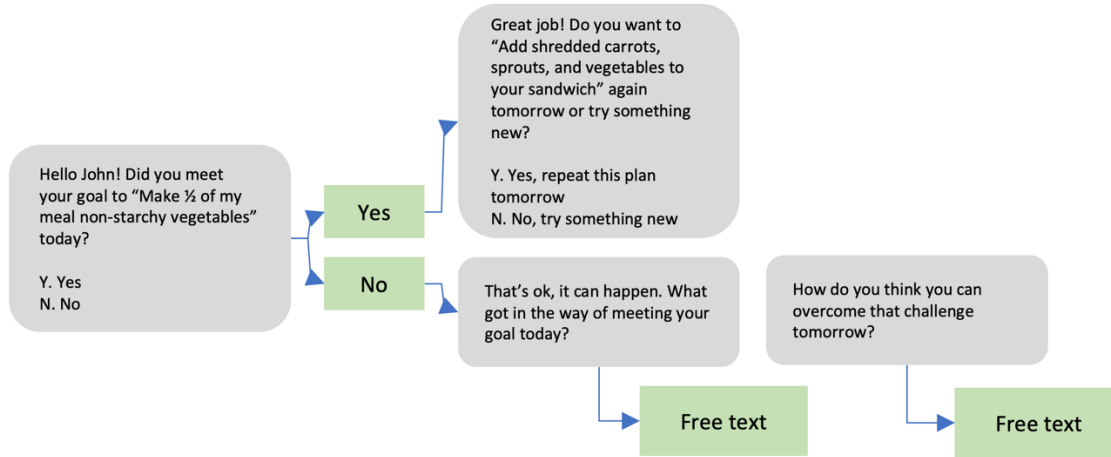 Hello John! Did you meet
your goal to “Make ½ of my
meal non-starchy vegetables”
today?
Y. Yes
N. No
Yes
No
Great job! Do you want to
“Add shredded carrots,
sprouts, and vegetables to
your sandwich” again
tomorrow or try something
new?
Y. Yes, repeat this plan
tomorrow
N. No, try something new
That’s ok, it can happen. What
got in the way of meeting your
goal today?
Free text
How do you think you can
overcome that challenge
tomorrow?
Free text